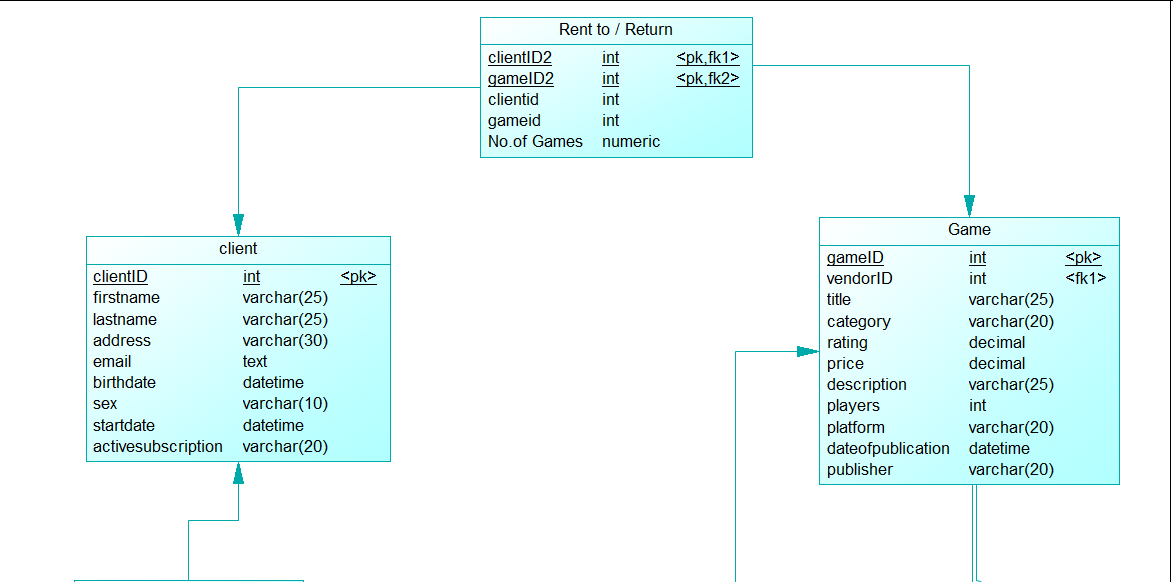 Rent to / Return
clientID2 int <pk,fk1>
gameID2 int <pk,fk2>
clientid int
gameid int
No.of Games numeric
client
clientID int <pk>
firstname varchar(25)
lastname varchar(25)
address varchar(30)
email text
birthdate datetime
sex varchar(10)
startdate datetime
activesubscription varchar(20)
Game
gameID int <pk>
vendorID int <fk1>
title varchar(25)
category varchar(20)
rating decimal
price decimal
description varchar(25)
players int
platform varchar(20)
dateofpublication datetime
publisher varchar(20)